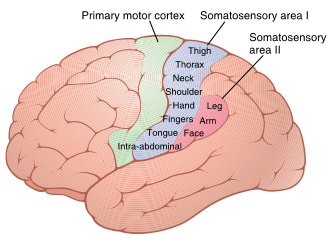 Primary motor cortex
Somatosensory area I
Somatosensory
area II
Thigh
Thorax
Neck
Shoulder
Hand
Fingers
Tongue
Intra-abdominal
Leg
Arm
Face